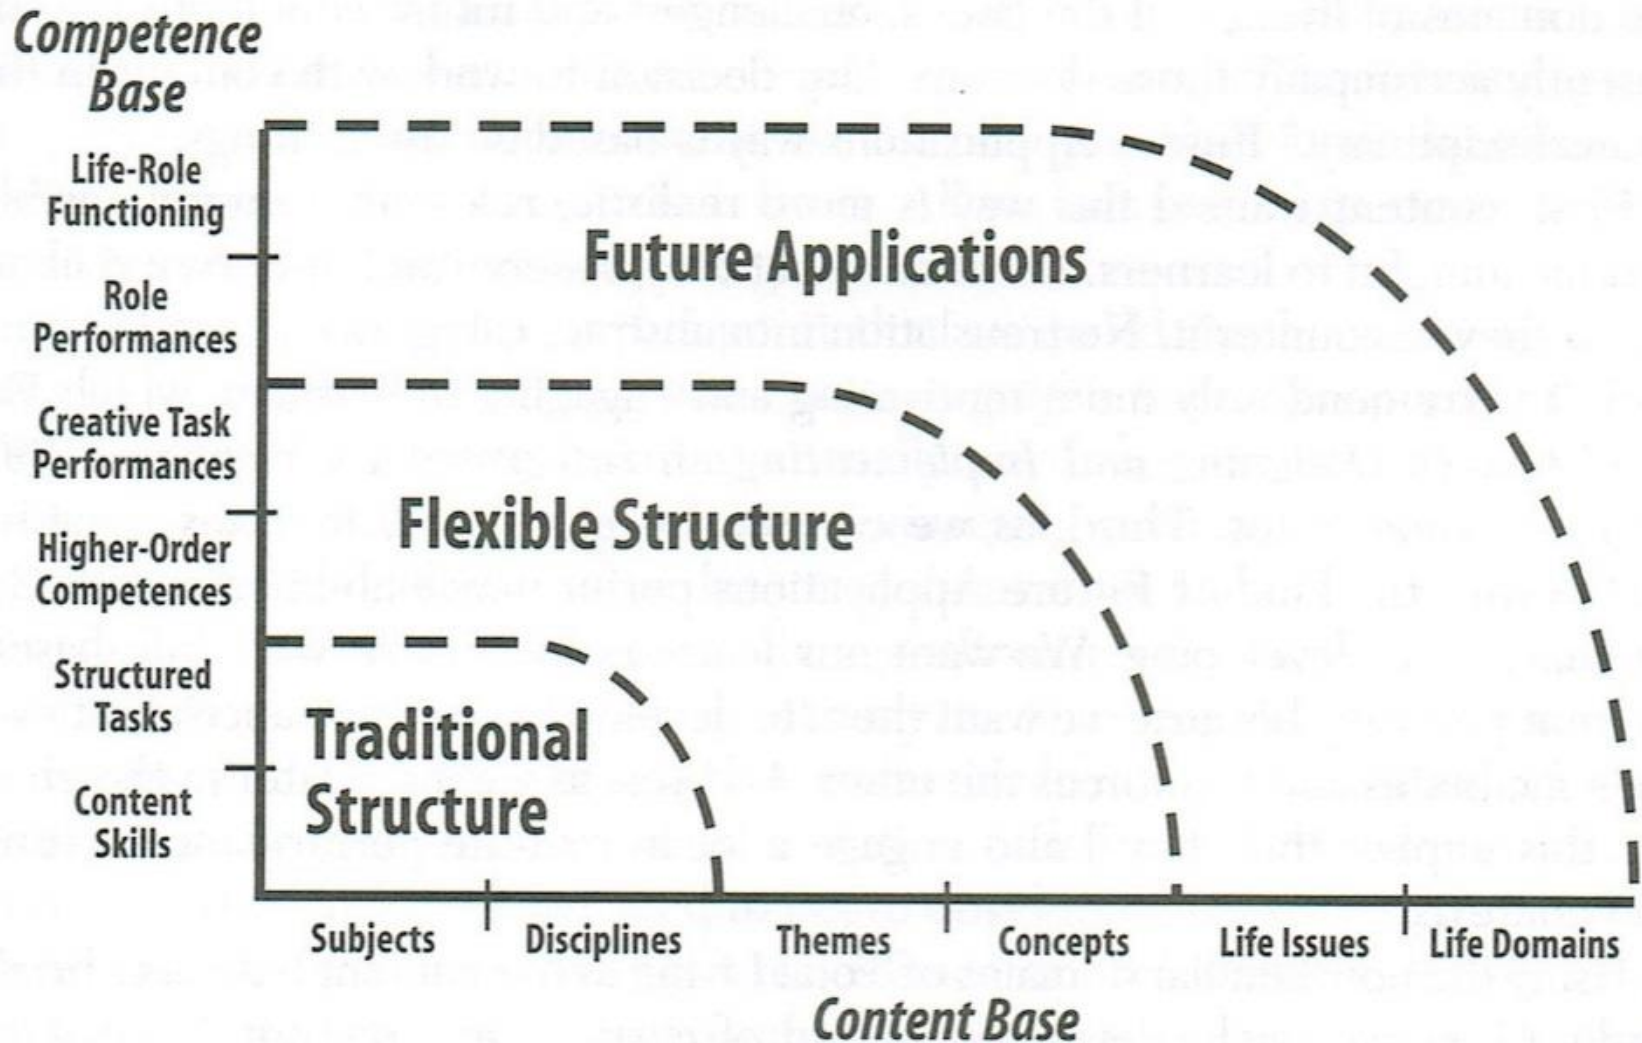 Competence
Base
Life-Role
Functioning
Role
Performances
Creative Task
Performances
Higher-Order
Competences
Structured
Tasks
Content
Skills
Future Applications
Flexible Structure
Traditional
Structure
Subjects
Disciplines
Themes
Concepts
Life Issues
Life Domains
Content Base